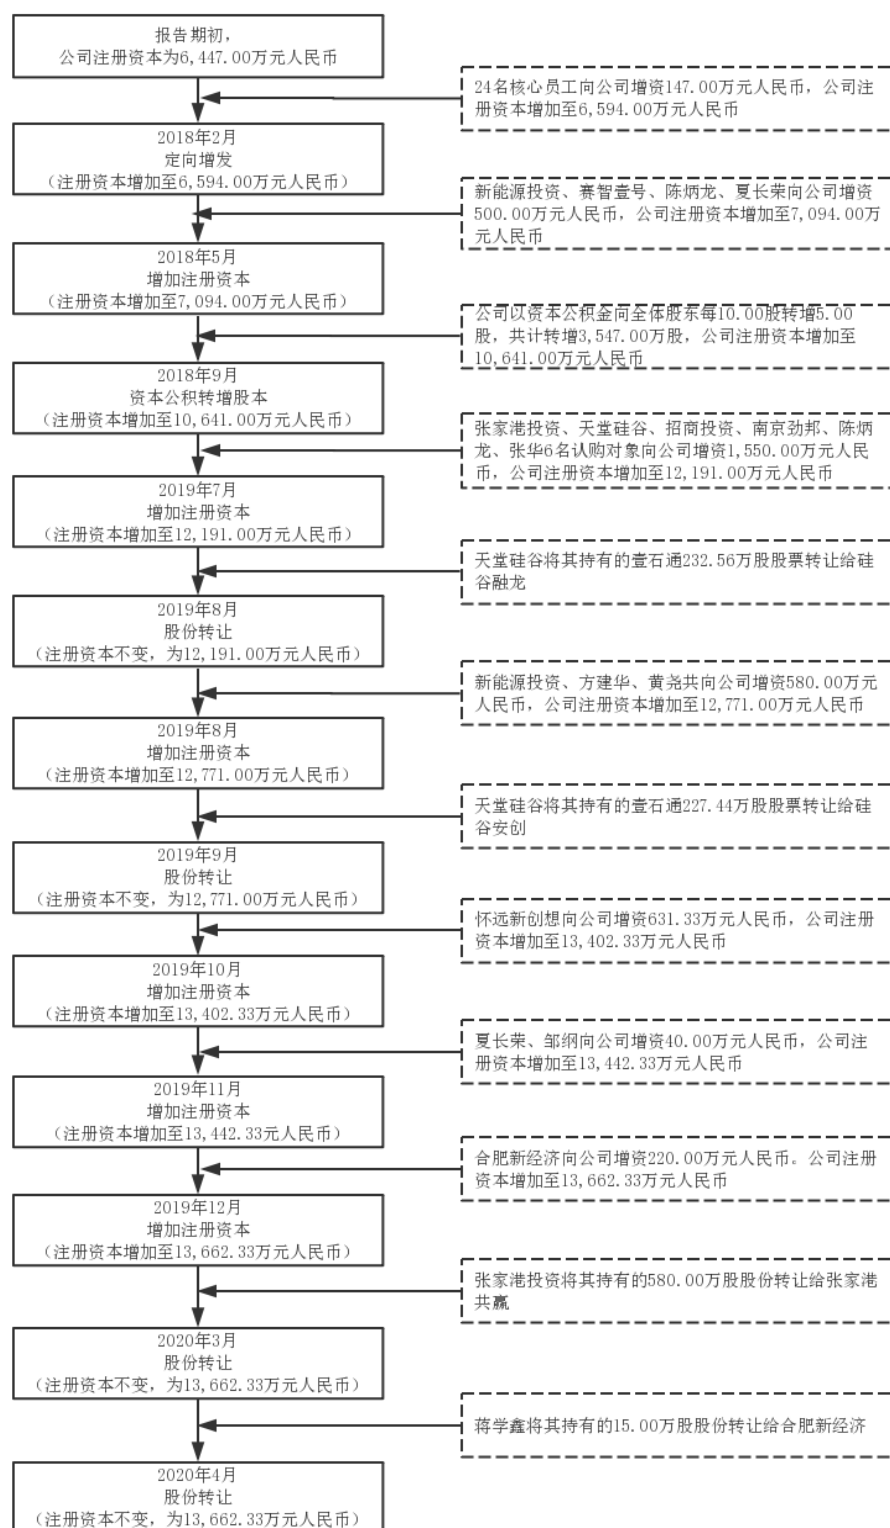 报告期初，
公司注册资本为6,447.00万元人民币
24名核心员工向公司增资147.00万元人民币，公司注
册资本增加至6,594.00万元人民币
2018年2月
定向增发
（注册资本增加至6,594.00万元人民币）
新能源投资、赛智壹号、陈炳龙、夏长荣向公司增资
500.00万元人民币，公司注册资本增加至7,094.00万
元人民币
2018年5月
增加注册资本
（注册资本增加至7,094.00万元人民币）
公司以资本公积金向全体股东每10.00股转增5.00
股，共计转增3,547.00万股，公司注册资本增加至
10,641.00万元人民币
2018年9月
资本公积转增股本
（注册资本增加至10,641.00万元人民币）
张家港投资、天堂硅谷、招商投资、南京劲邦、陈炳
龙、张华6名认购对象向公司增资1,550.00万元人民
币，公司注册资本增加至12,191.00万元人民币
2019年7月
增加注册资本
（注册资本增加至12,191.00万元人民币）
天堂硅谷将其持有的壹石通232.56万股股票转让给硅
谷融龙
2019年8月
股份转让
（注册资本不变，为12,191.00万元人民币）
新能源投资、方建华、黄尧共向公司增资580.00万元
人民币，公司注册资本增加至12,771.00万元人民币
2019年8月
增加注册资本
（注册资本增加至12,771.00万元人民币）
天堂硅谷将其持有的壹石通227.44万股股票转让给硅
谷安创
2019年9月
股份转让
（注册资本不变，为12,771.00万元人民币）
怀远新创想向公司增资631.33万元人民币，公司注册
资本增加至13,402.33万元人民币
2019年10月
增加注册资本
（注册资本增加至13,402.33万元人民币）
夏长荣、邹纲向公司增资40.00万元人民币，公司注
册资本增加至13,442.33万元人民币
2019年11月
增加注册资本
（注册资本增加至13,442.33元人民币）
合肥新经济向公司增资220.00万元人民币。公司注册
资本增加至13,662.33万元人民币
2019年12月
增加注册资本
（注册资本增加至13,662.33万元人民币）
张家港投资将其持有的580.00万股股份转让给张家港
共赢
2020年3月
股份转让
（注册资本不变，为13,662.33万元人民币）
蒋学鑫将其持有的15.00万股股份转让给合肥新经济
2020年4月
股份转让
（注册资本不变，为13,662.33万元人民币）